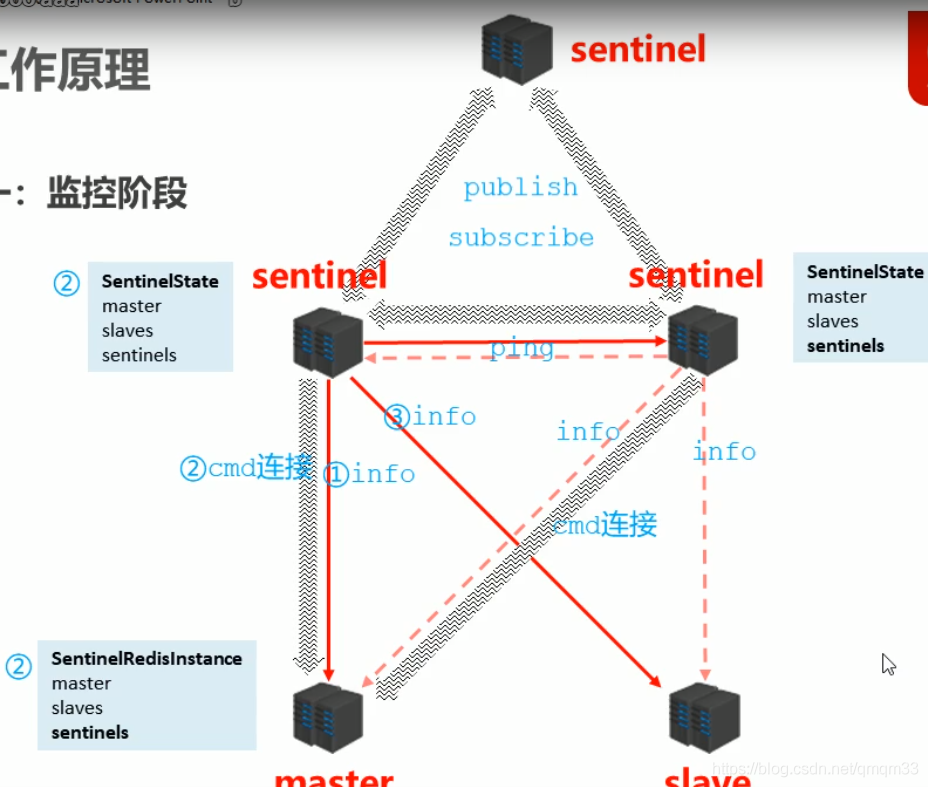 工作原理
sentinel
一：监控阶段
publish
subscribe
② SentinelState
master
slaves
sentinels
sentinel
sentinel
SentinelState
master
slaves
sentinels
ping
③info
info
info
②cmd连接
①info
cmd连接
② SentinelRedisInstance
master
slaves
sentinels
master
slave
https://blog.csdn.net/qmqm33